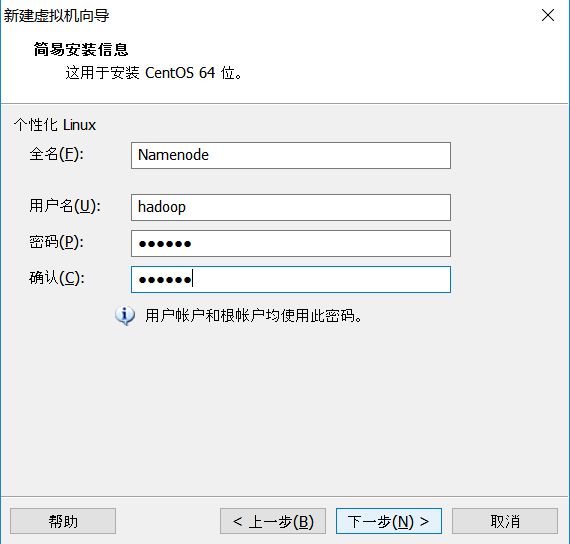 新建虚拟机向导
简易安装信息
这用于安装 CentOS 64 位。
个性化 Linux
全名(F): Namenode
用户名(U): hadoop
密码(P): ●●●●●●
确认(C): ●●●●●●
用户帐户和根帐户均使用此密码。
帮助 < 上一步(B) 下一步(N) > 取消